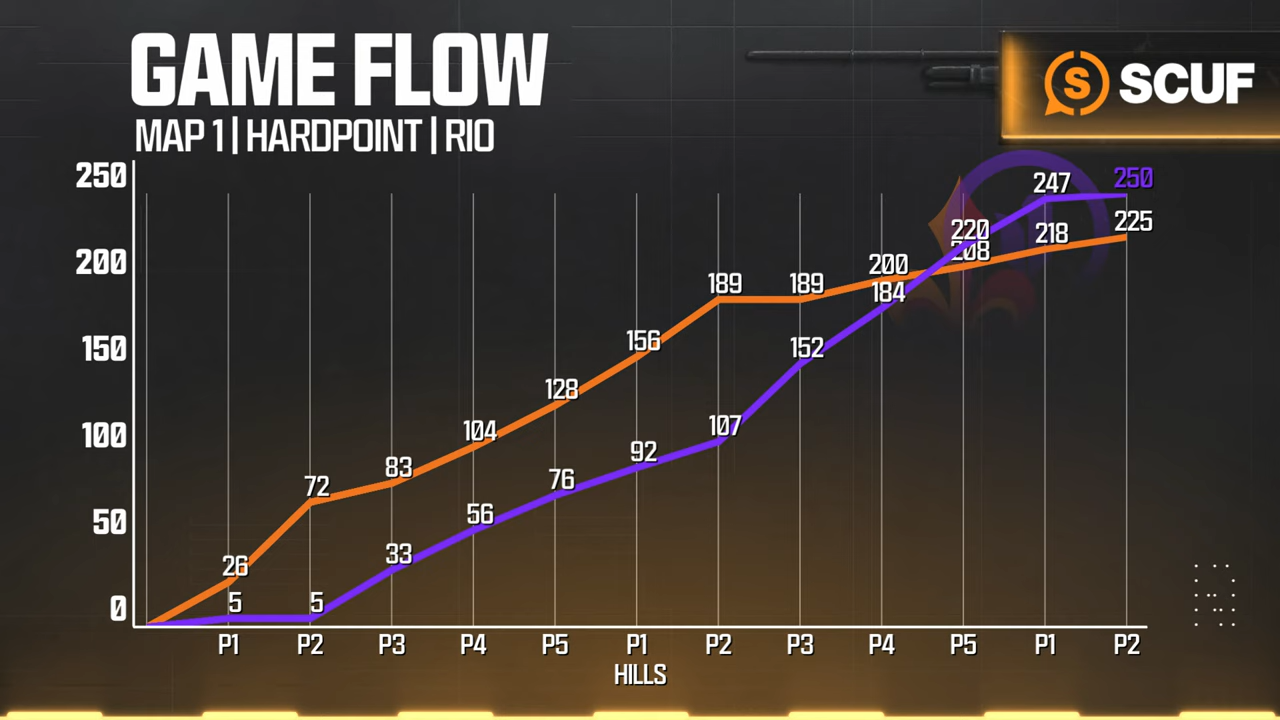 GAME FLOW
MAP 1 | HARDPOINT | RIO
S SCUF
250
200
150
100
50
0
26 72 83 104 128 156 189 189 200 208 218 225
5 5 33 56 76 92 107 152 184 220 247 250
P1 P2 P3 P4 P5 P1 P2 P3 P4 P5 P1 P2
HILLS